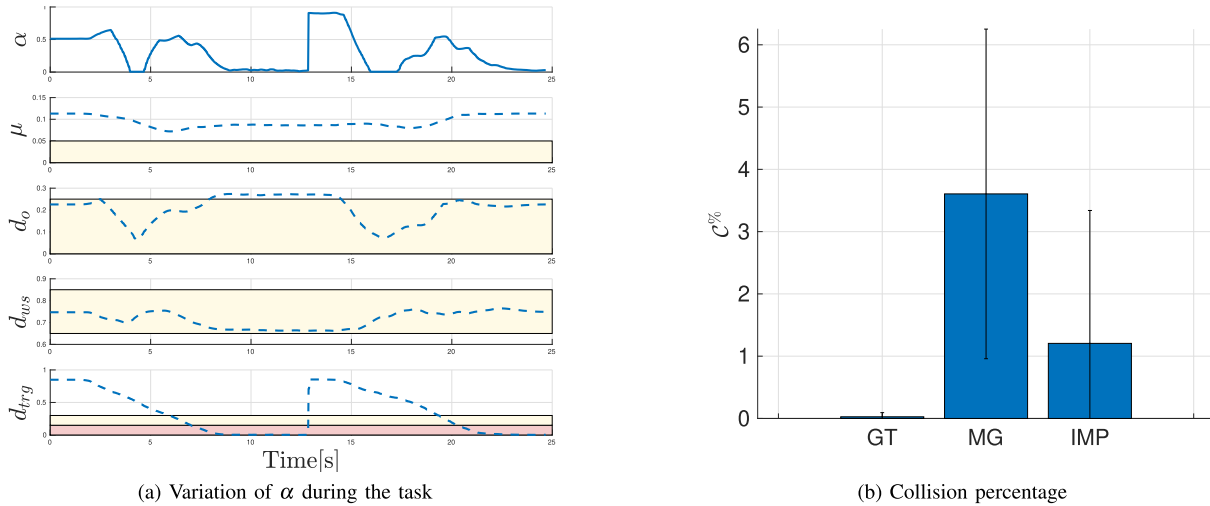 α
1
0.5
0
0 5 10 15 20 25
μ
0.15
0.1
0.05
0
0 5 10 15 20 25
d_o
0.3
0.2
0.1
0
0 5 10 15 20 25
d_ws
0.9
0.8
0.7
0.6
0 5 10 15 20 25
d_trg
1
0.5
0
0 5 10 15 20 25
Time[s]
(a) Variation of α during the task
C%
6
5
4
3
2
1
0
GT MG IMP
(b) Collision percentage